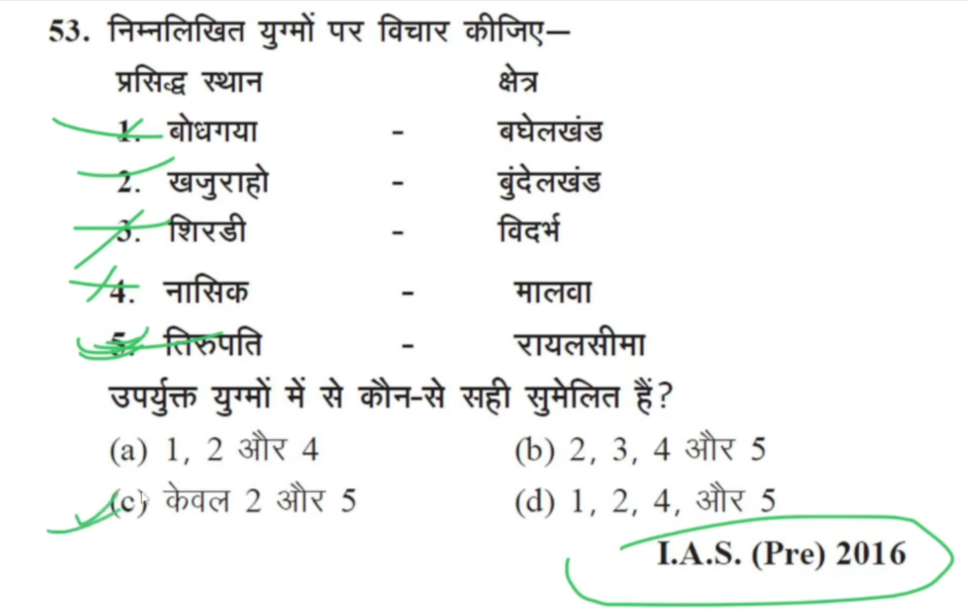 53. निम्नलिखित युग्मों पर विचार कीजिए–
प्रसिद्ध स्थान क्षेत्र
1. बोधगया - बघेलखंड
2. खजुराहो - बुंदेलखंड
3. शिरडी - विदर्भ
4. नासिक - मालवा
5. तिरुपति - रायलसीमा
उपर्युक्त युग्मों में से कौन-से सही सुमेलित हैं?
(a) 1, 2 और 4 (b) 2, 3, 4 और 5
(c) केवल 2 और 5 (d) 1, 2, 4, और 5
I.A.S. (Pre) 2016